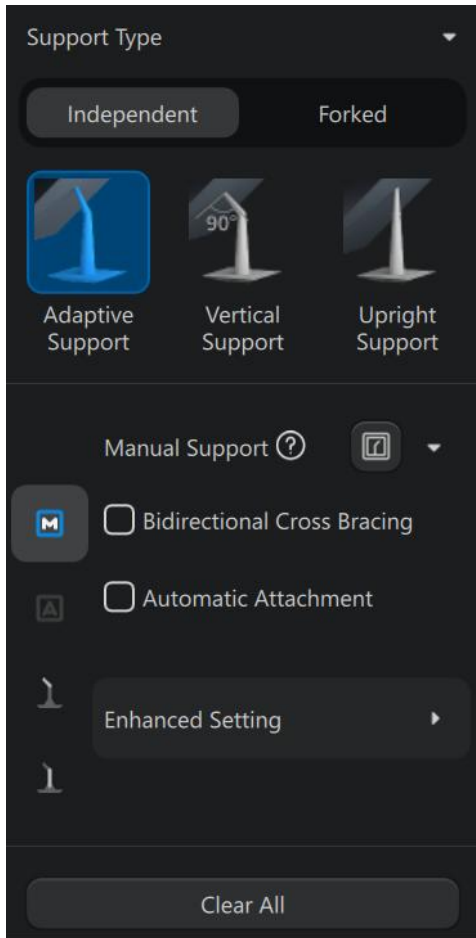 Support Type
Independent
Forked
90°
Adaptive
Support
Vertical
Support
Upright
Support
Manual Support ?
M
Bidirectional Cross Bracing
A
Automatic Attachment
Enhanced Setting
Clear All